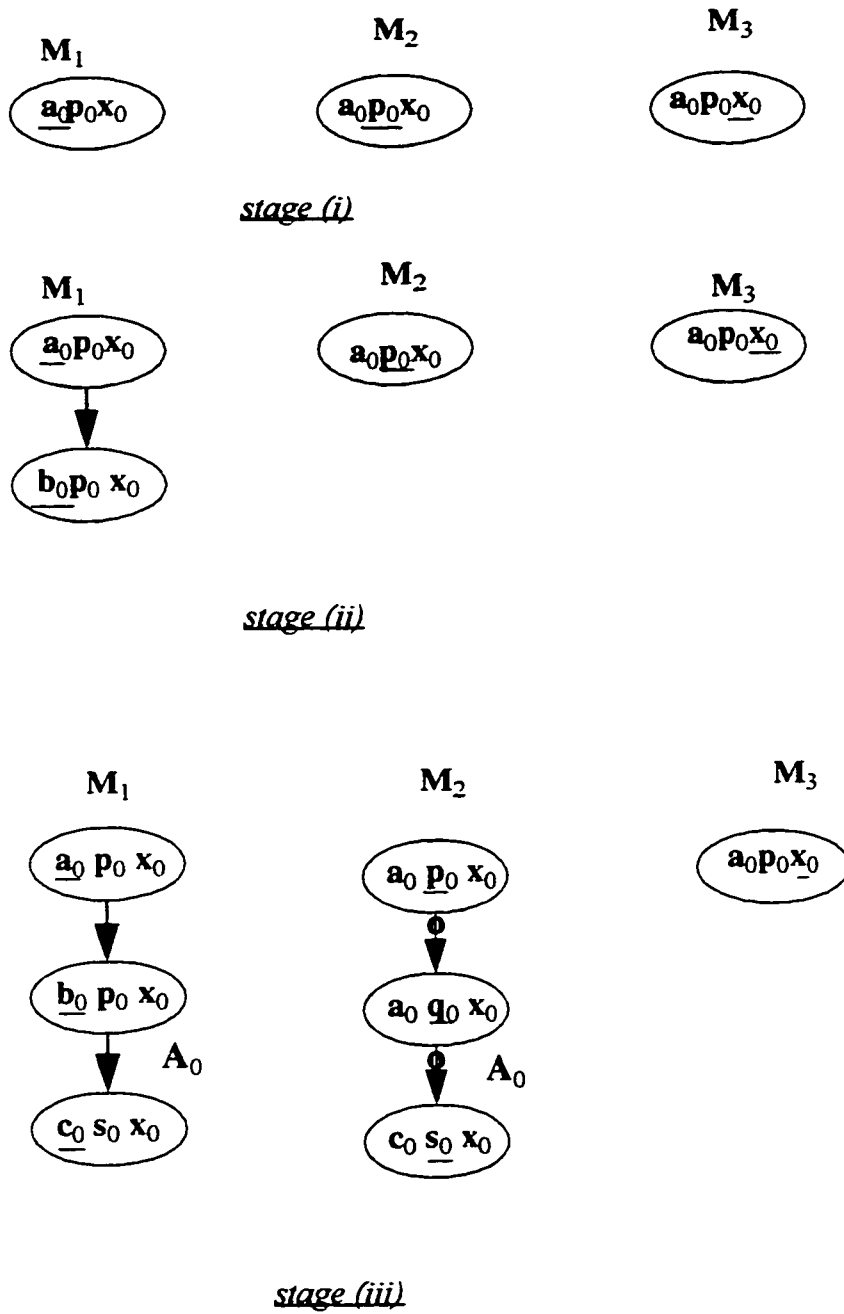 M₁ M₂ M₃
a₀p₀x₀ a₀p₀x₀ a₀p₀x₀
stage (i)
M₁ M₂ M₃
a₀p₀x₀ a₀p₀x₀ a₀p₀x₀
b₀p₀ x₀
stage (ii)
M₁ M₂ M₃
a₀ p₀ x₀ a₀ p₀ x₀ a₀p₀x₀
b₀ p₀ x₀ a₀ q₀ x₀
A₀ A₀
c₀ s₀ x₀ c₀ s₀ x₀
stage (iii)